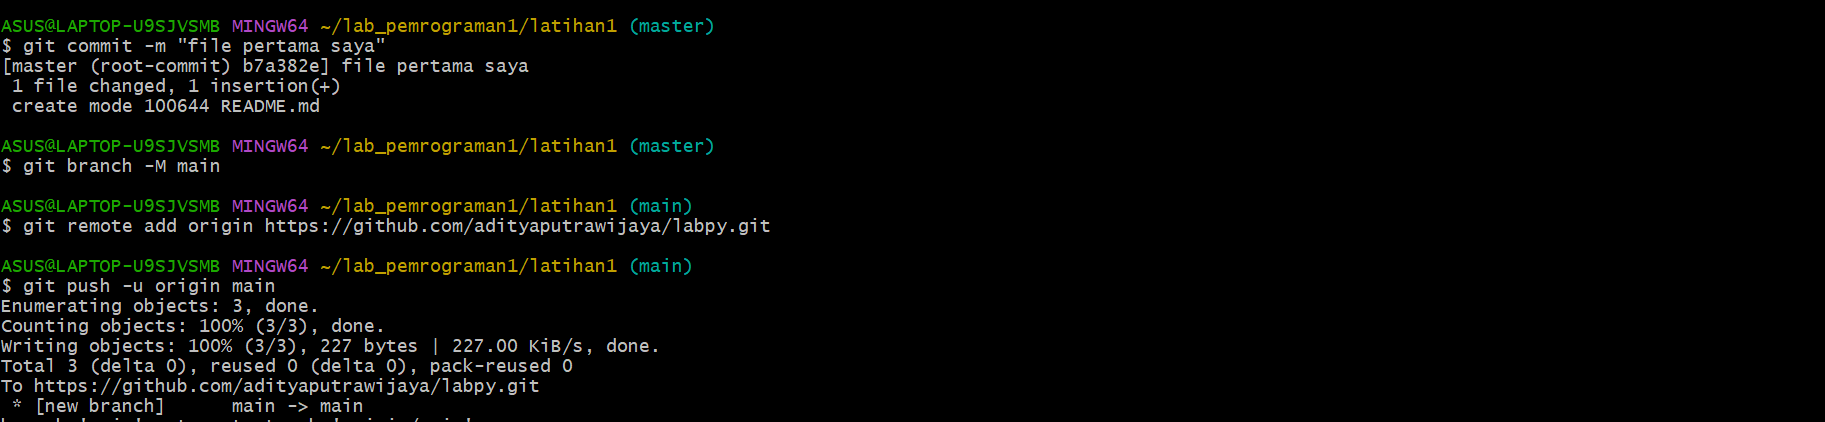 ASUS@LAPTOP-U9SJVSMB MINGW64 ~/lab_pemrograman1/latihan1 (master)
$ git commit -m "file pertama saya"
[master (root-commit) b7a382e] file pertama saya
 1 file changed, 1 insertion(+)
 create mode 100644 README.md
ASUS@LAPTOP-U9SJVSMB MINGW64 ~/lab_pemrograman1/latihan1 (master)
$ git branch -M main
ASUS@LAPTOP-U9SJVSMB MINGW64 ~/lab_pemrograman1/latihan1 (main)
$ git remote add origin https://github.com/adityaputrawijaya/labpy.git
ASUS@LAPTOP-U9SJVSMB MINGW64 ~/lab_pemrograman1/latihan1 (main)
$ git push -u origin main
Enumerating objects: 3, done.
Counting objects: 100% (3/3), done.
Writing objects: 100% (3/3), 227 bytes | 227.00 KiB/s, done.
Total 3 (delta 0), reused 0 (delta 0), pack-reused 0
To https://github.com/adityaputrawijaya/labpy.git
 * [new branch]      main -> main